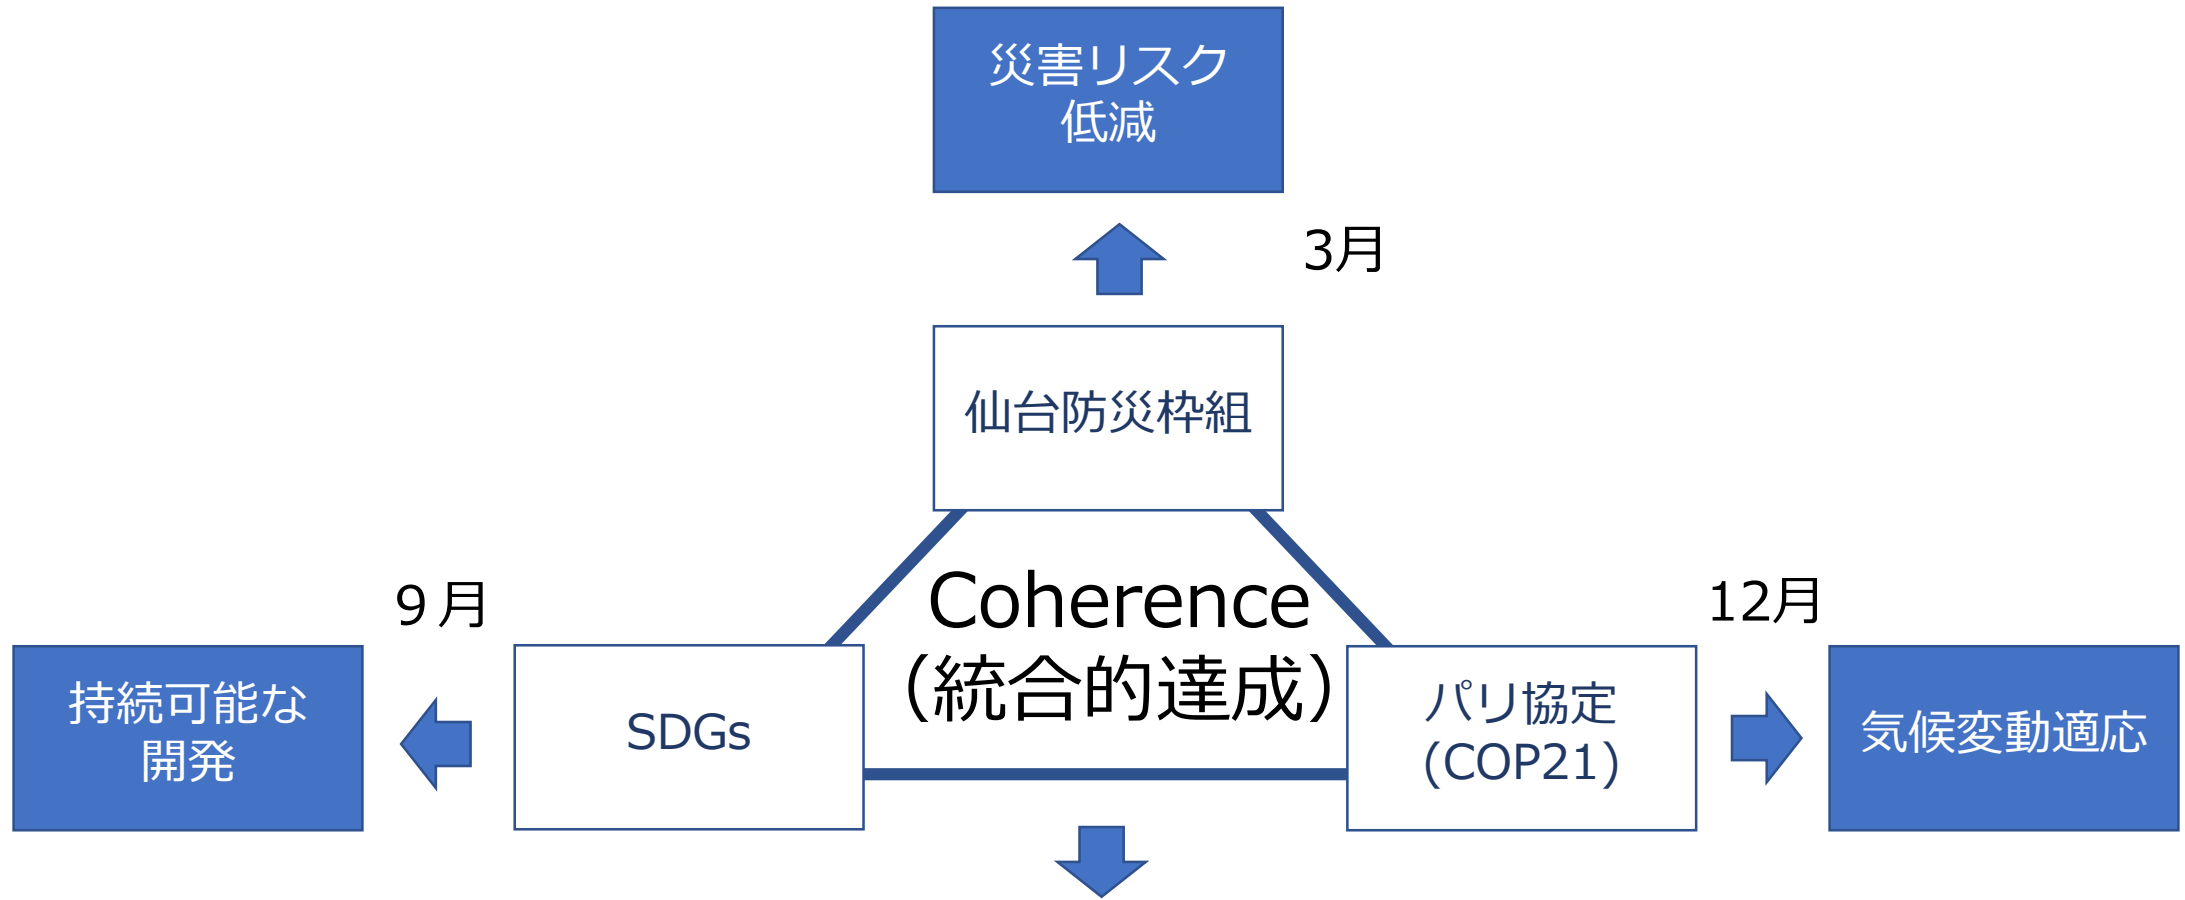 災害リスク
低減
3月
仙台防災枠組
Coherence
（統合的達成）
９月
12月
持続可能な
開発
SDGs
パリ協定
(COP21)
気候変動適応